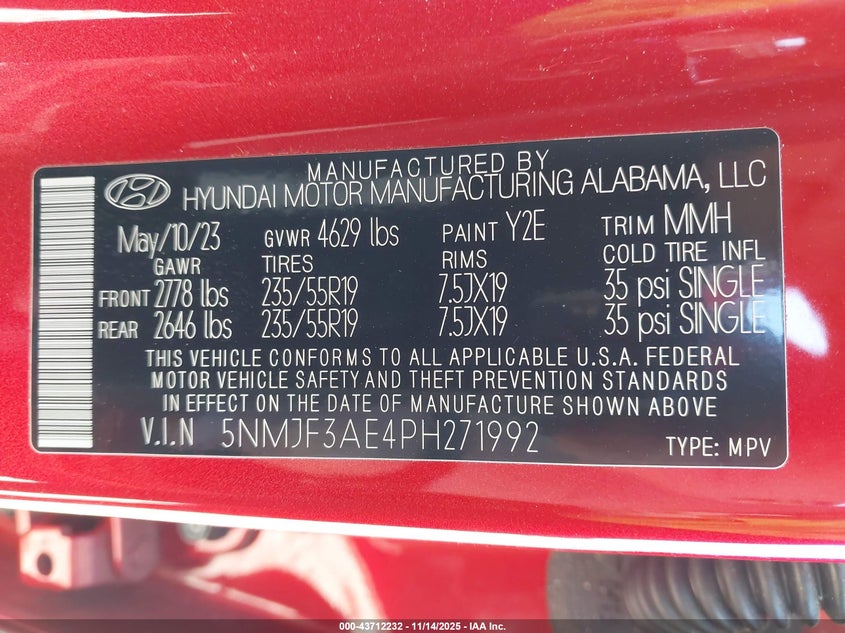 MANUFACTURED BY
HYUNDAI MOTOR MANUFACTURING ALABAMA, LLC
May/10/23 GVWR 4629 lbs PAINT Y2E TRIM MMH
GAWR TIRES RIMS COLD TIRE INFL
FRONT 2778 lbs 235/55R19 7.5JX19 35 psi SINGLE
REAR 2646 lbs 235/55R19 7.5JX19 35 psi SINGLE
THIS VEHICLE CONFORMS TO ALL APPLICABLE U.S.A. FEDERAL
MOTOR VEHICLE SAFETY AND THEFT PREVENTION STANDARDS
IN EFFECT ON THE DATE OF MANUFACTURE SHOWN ABOVE
V.I.N 5NMJF3AE4PH271992 TYPE: MPV
000-43712232 - 11/14/2025 - IAA Inc.